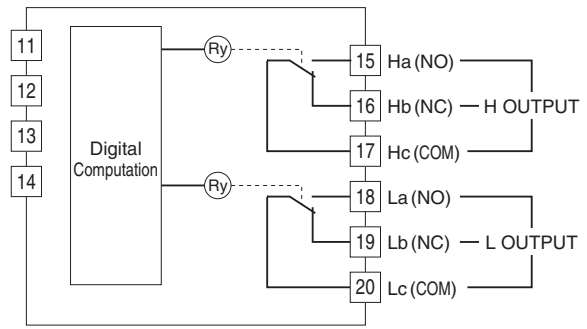 11
12
13
14
Digital
Computation
Ry
Ry
15 Ha (NO)
16 Hb (NC) H OUTPUT
17 Hc (COM)
18 La (NO)
19 Lb (NC) L OUTPUT
20 Lc (COM)